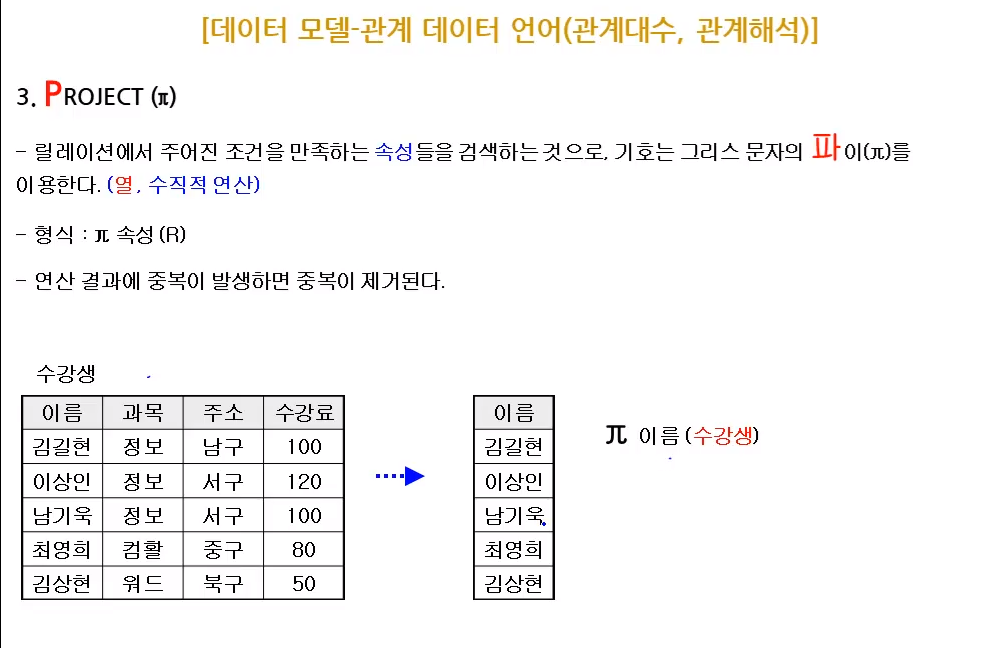 [데이터 모델-관계 데이터 언어(관계대수, 관계해석)]
3. PROJECT (π)
- 릴레이션에서 주어진 조건을 만족하는 속성들을 검색하는 것으로, 기호는 그리스 문자의 파이(π)를
이용한다. (열, 수직적 연산)
- 형식 : π 속성(R)
- 연산 결과에 중복이 발생하면 중복이 제거된다.
수강생
이름 과목 주소 수강료
김길현 정보 남구 100
이상인 정보 서구 120
남기욱 정보 서구 100
최영희 컴활 중구 80
김상현 워드 북구 50
이름
김길현
이상인
남기욱
최영희
김상현
π 이름(수강생)